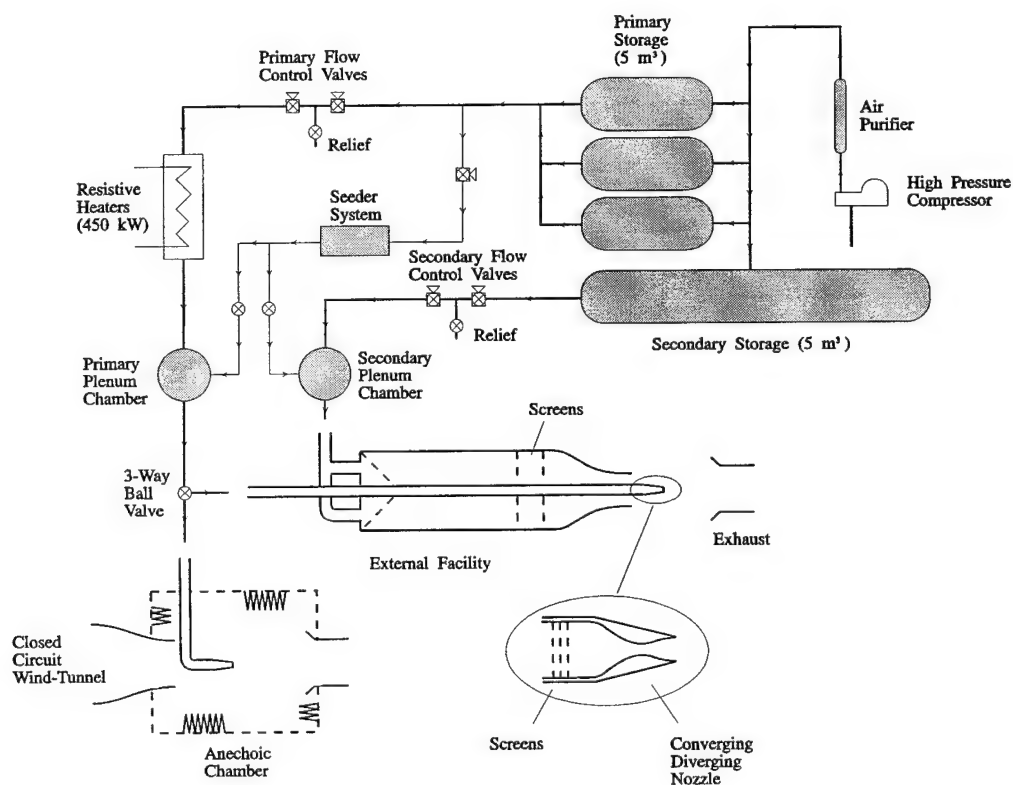 Primary
Storage
(5 m³)
Primary Flow
Control Valves
Relief
Air
Purifier
High Pressure
Compressor
Resistive
Heaters
(450 kW)
Seeder
System
Secondary Flow
Control Valves
Relief
Secondary Storage (5 m³)
Primary
Plenum
Chamber
Secondary
Plenum
Chamber
Screens
3-Way
Ball
Valve
External Facility
Exhaust
Closed
Circuit
Wind-Tunnel
Anechoic
Chamber
Screens
Converging
Diverging
Nozzle